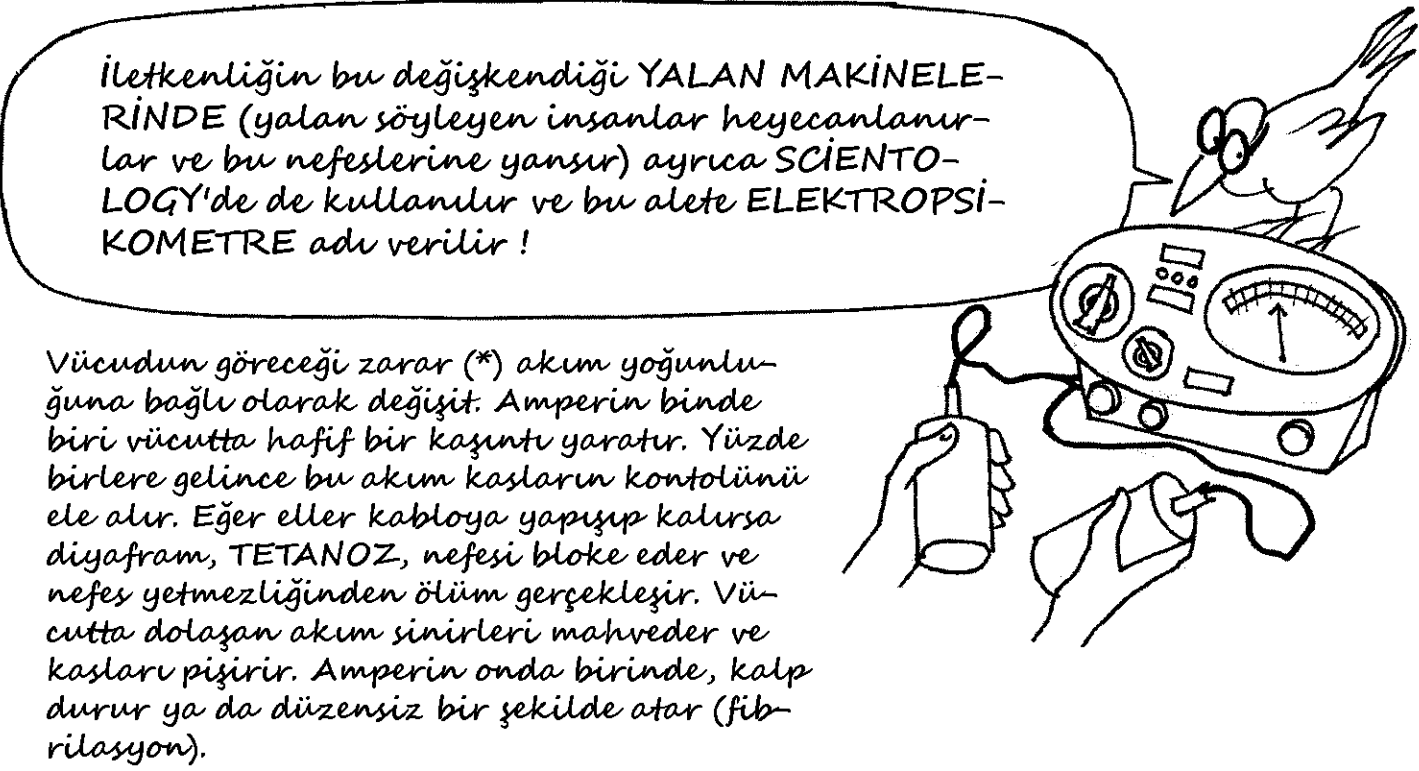 İletkenliğin bu değişkendiği YALAN MAKİNELE-
RİNDE (yalan söyleyen insanlar heyecanlanır-
lar ve bu nefeslerine yansır) ayrıca SCİENTO-
LOGY'de de kullanılır ve bu alete ELEKTROPSİ-
KOMETRE adı verilir !
Vücudun göreceği zarar (*) akım yoğunlu-
ğuna bağlı olarak değişit. Amperin binde
biri vücutta hafif bir kaşıntı yaratır. Yüzde
birlere gelince bu akım kasların kontolünü
ele alır. Eğer eller kabloya yapışıp kalırsa
diyafram, TETANOZ, nefesi bloke eder ve
nefes yetmezliğinden ölüm gerçekleşir. Vü-
cutta dolaşan akım sinirleri mahveder ve
kasları pişirir. Amperin onda birinde, kalp
durur ya da düzensiz bir şekilde atar (fib-
rilasyon).